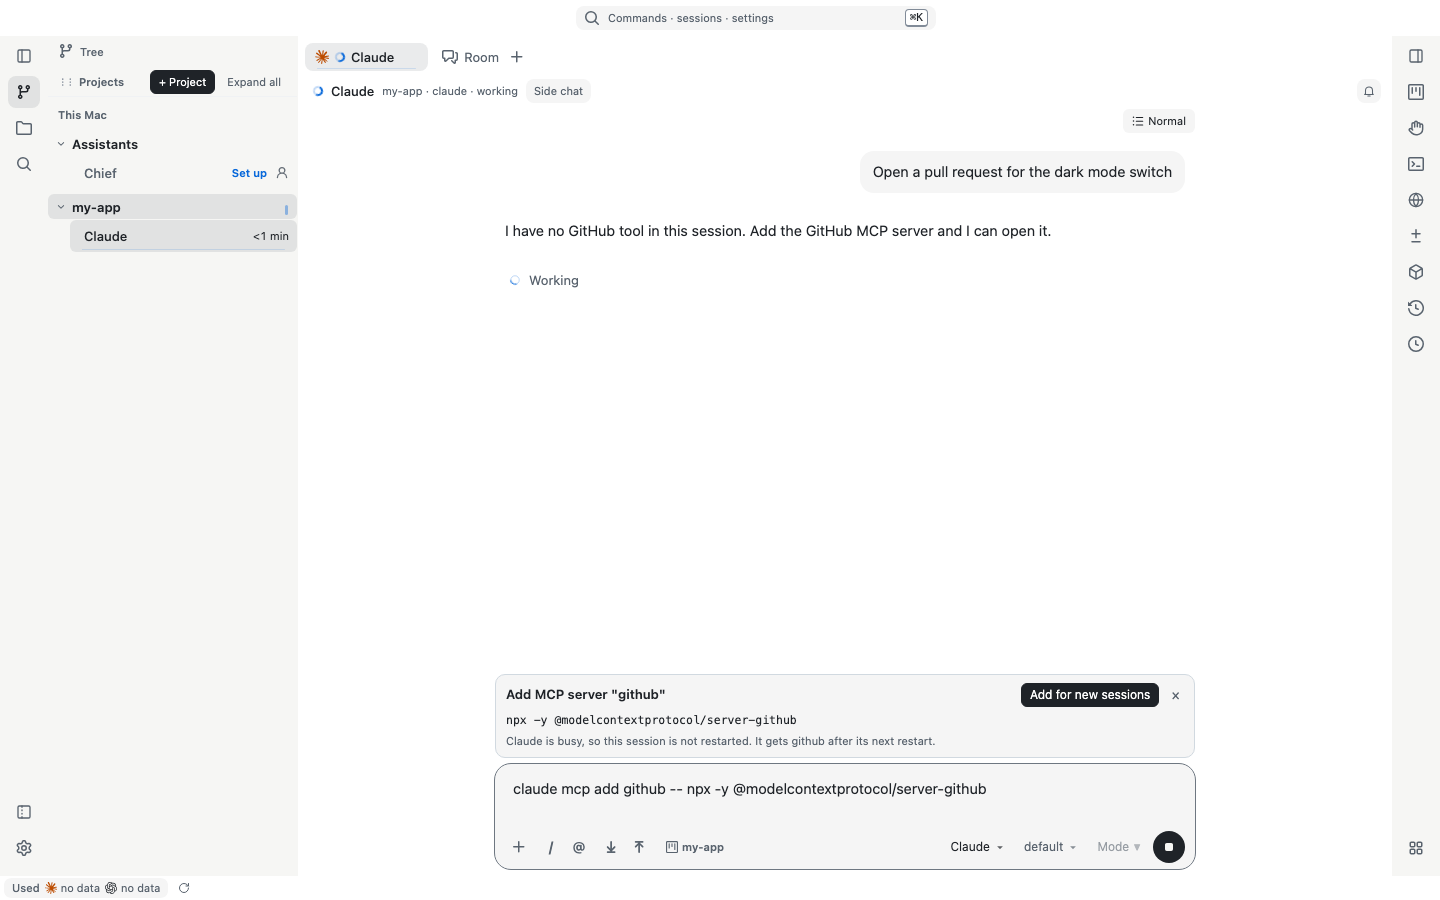 Commands · sessions · settings
⌘K
Tree
Projects
+ Project
Expand all
This Mac
Assistants
Chief
Set up
my-app
Claude
<1 min
Claude
Room
Claude
my-app · claude · working
Side chat
Normal
Open a pull request for the dark mode switch
I have no GitHub tool in this session. Add the GitHub MCP server and I can open it.
Working
Add MCP server "github"
Add for new sessions
npx -y @modelcontextprotocol/server-github
Claude is busy, so this session is not restarted. It gets github after its next restart.
claude mcp add github -- npx -y @modelcontextprotocol/server-github
my-app
Claude
default
Mode
Used
no data
no data